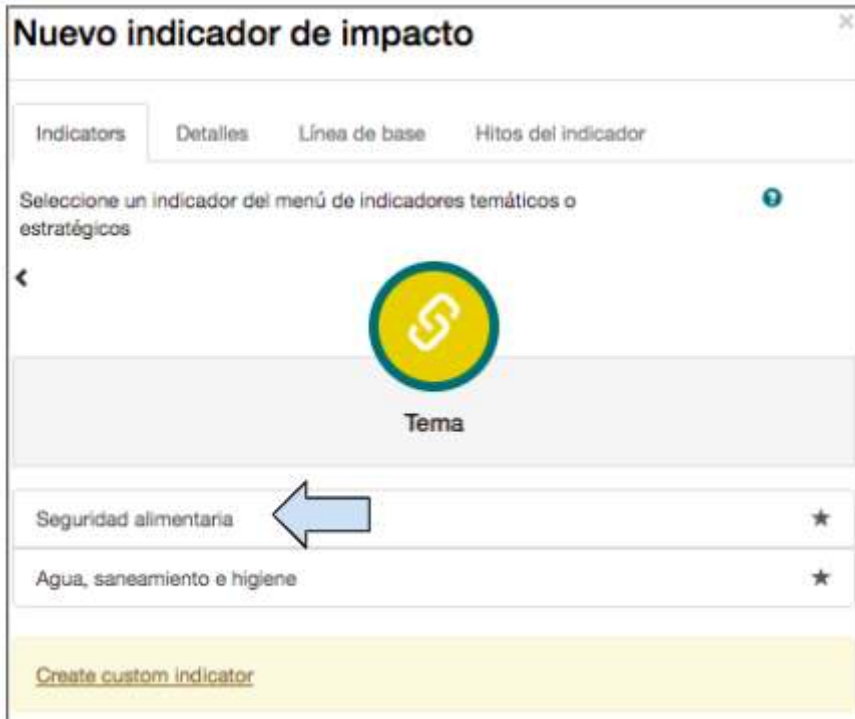 Nuevo indicador de impacto
Indicators Detalles Línea de base Hitos del indicador
Seleccione un indicador del menú de indicadores temáticos o
estratégicos
Tema
Seguridad alimentaria
Agua, saneamiento e higiene
Create custom indicator